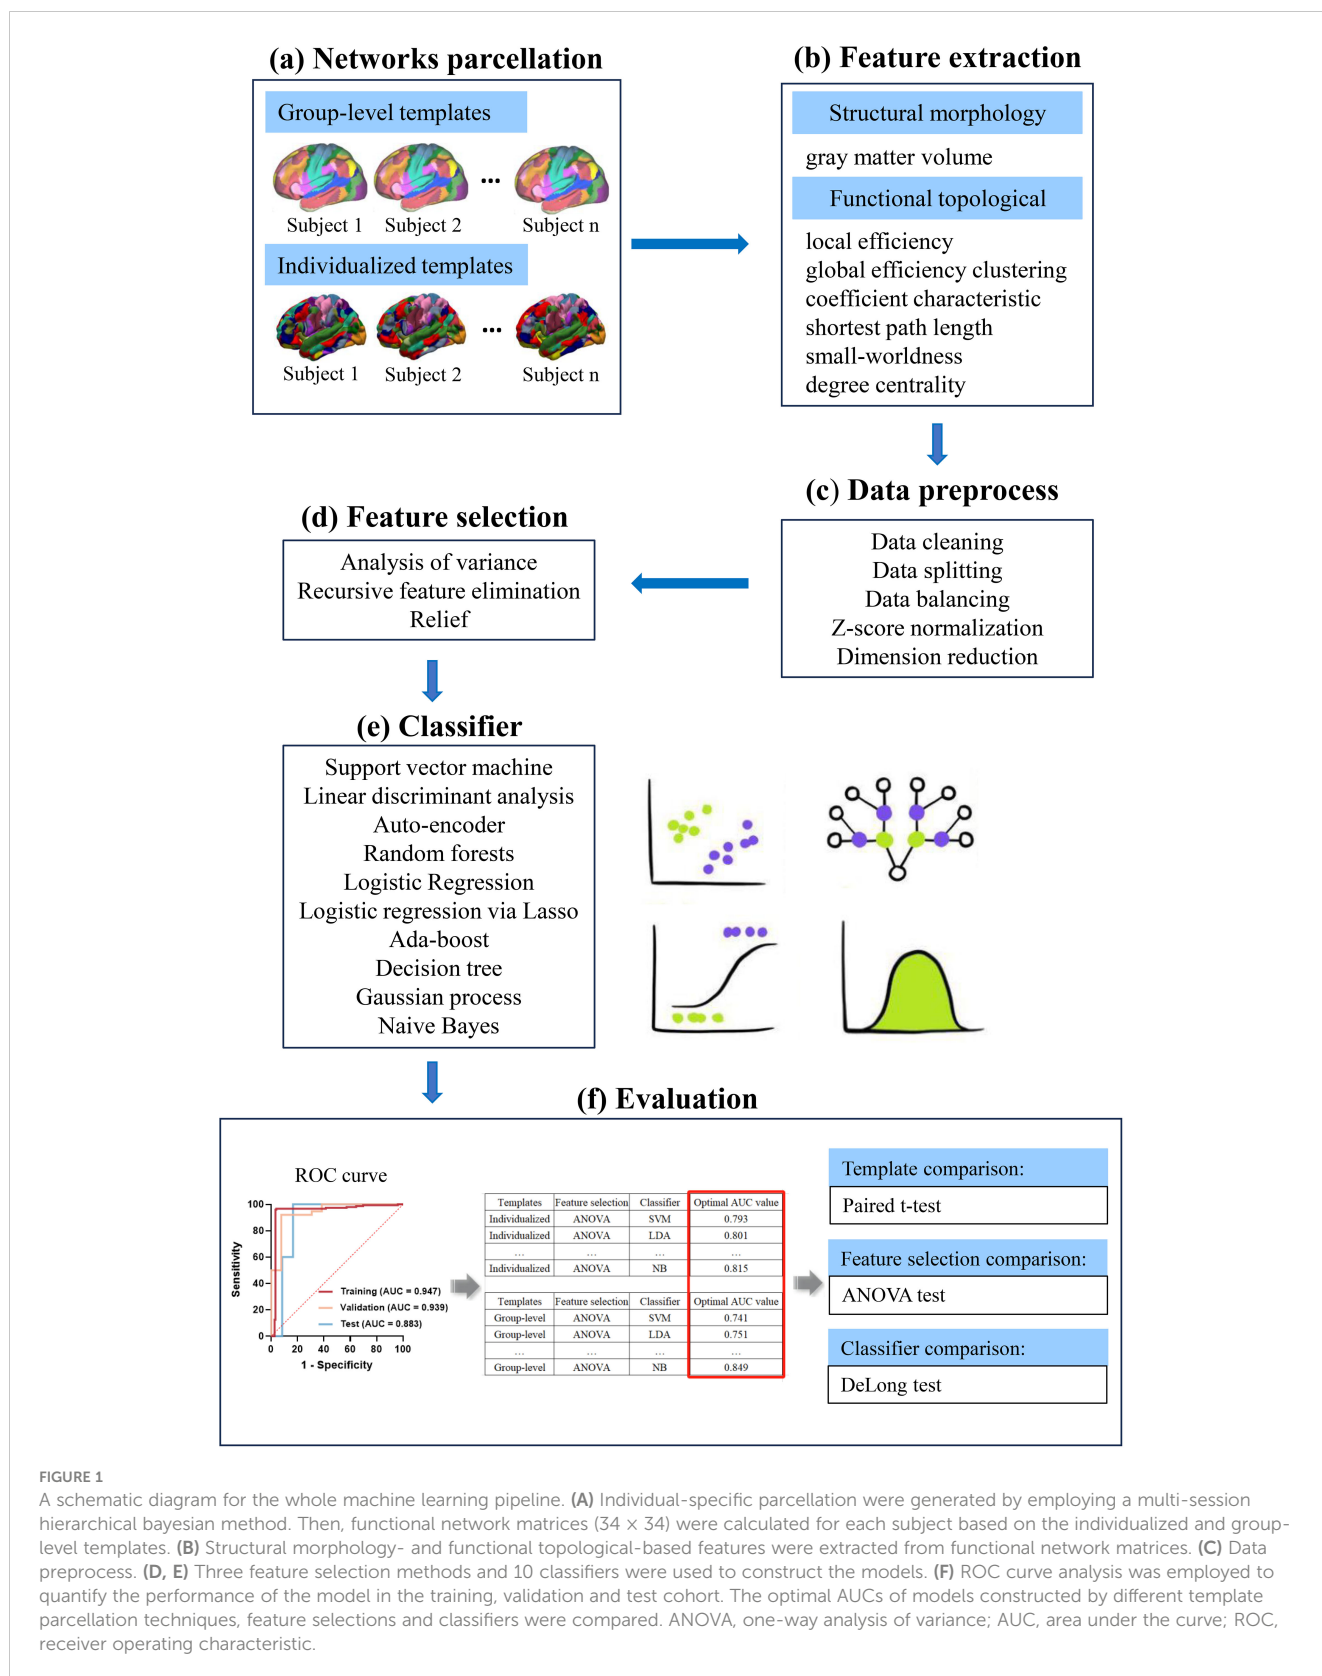 (a) Networks parcellation
Group-level templates
Subject 1 Subject 2 ... Subject n
Individualized templates
Subject 1 Subject 2 ... Subject n
(b) Feature extraction
Structural morphology
gray matter volume
Functional topological
local efficiency
global efficiency clustering
coefficient characteristic
shortest path length
small-worldness
degree centrality
(c) Data preprocess
Data cleaning
Data splitting
Data balancing
Z-score normalization
Dimension reduction
(d) Feature selection
Analysis of variance
Recursive feature elimination
Relief
(e) Classifier
Support vector machine
Linear discriminant analysis
Auto-encoder
Random forests
Logistic Regression
Logistic regression via Lasso
Ada-boost
Decision tree
Gaussian process
Naive Bayes
(f) Evaluation
ROC curve
Sensitivity
100
80
60
40
20
0
0 20 40 60 80 100
1 - Specificity
Training (AUC = 0.947)
Validation (AUC = 0.939)
Test (AUC = 0.883)
Templates Feature selection Classifier Optimal AUC value
Individualized ANOVA SVM 0.793
Individualized ANOVA LDA 0.801
... ... ... ...
Individualized ANOVA NB 0.815
Templates Feature selection Classifier Optimal AUC value
Group-level ANOVA SVM 0.741
Group-level ANOVA LDA 0.751
... ... ... ...
Group-level ANOVA NB 0.849
Template comparison:
Paired t-test
Feature selection comparison:
ANOVA test
Classifier comparison:
DeLong test
FIGURE 1
A schematic diagram for the whole machine learning pipeline. (A) Individual-specific parcellation were generated by employing a multi-session
hierarchical bayesian method. Then, functional network matrices (34 × 34) were calculated for each subject based on the individualized and group-
level templates. (B) Structural morphology- and functional topological-based features were extracted from functional network matrices. (C) Data
preprocess. (D, E) Three feature selection methods and 10 classifiers were used to construct the models. (F) ROC curve analysis was employed to
quantify the performance of the model in the training, validation and test cohort. The optimal AUCs of models constructed by different template
parcellation techniques, feature selections and classifiers were compared. ANOVA, one-way analysis of variance; AUC, area under the curve; ROC,
receiver operating characteristic.